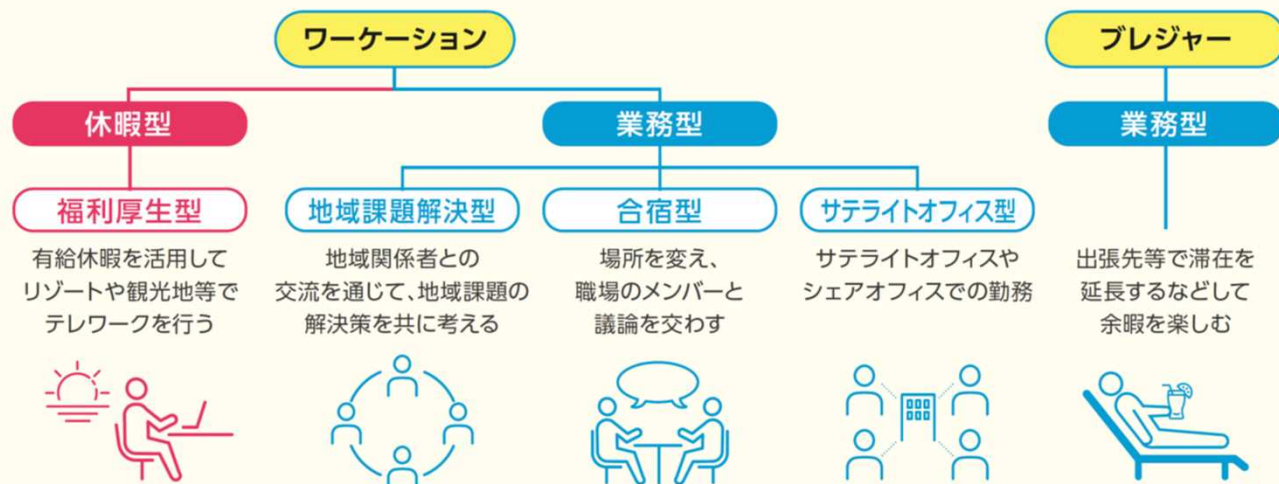 ワーケーション
ブレジャー
休暇型
業務型
業務型
福利厚生型
地域課題解決型
合宿型
サテライトオフィス型
有給休暇を活用して
リゾートや観光地等で
テレワークを行う
地域関係者との
交流を通じて、地域課題の
解決策を共に考える
場所を変え、
職場のメンバーと
議論を交わす
サテライトオフィスや
シェアオフィスでの勤務
出張先等で滞在を
延長するなどして
余暇を楽しむ